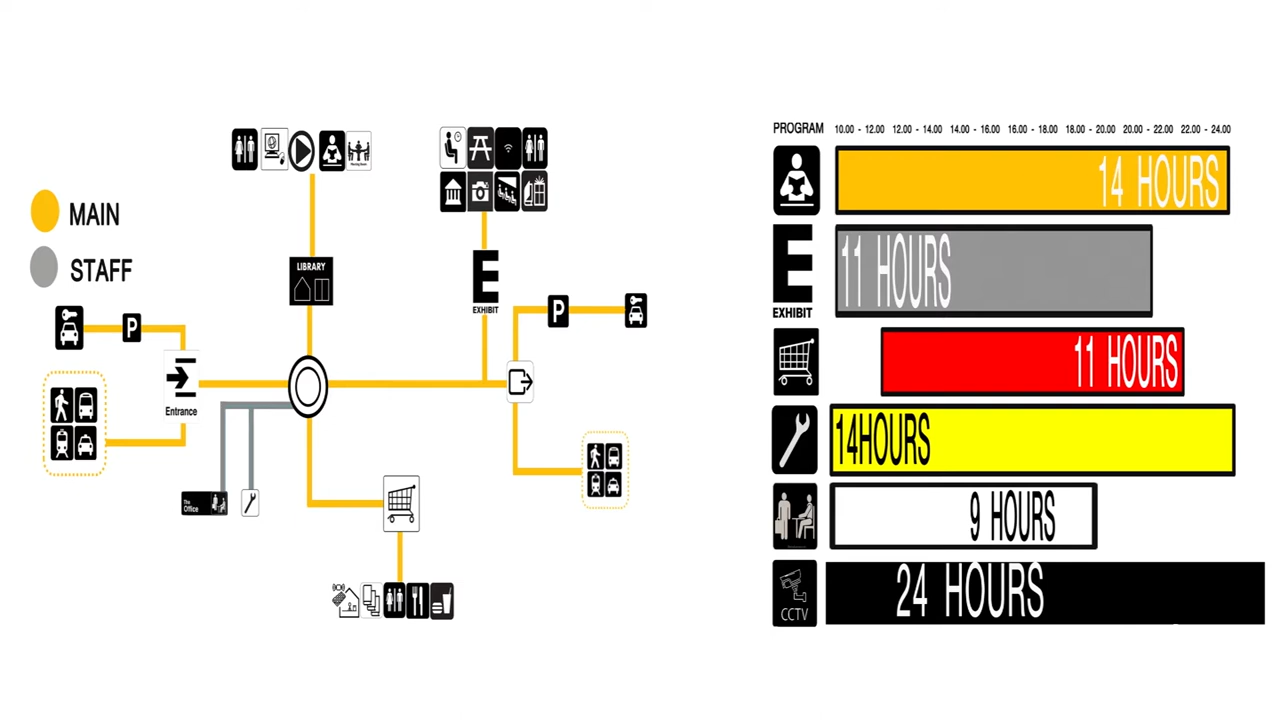 MAIN
STAFF
LIBRARY
E
EXHIBIT
P
P
Entrance
The
Office
PROGRAM 10.00 - 12.00 12.00 - 14.00 14.00 - 16.00 16.00 - 18.00 18.00 - 20.00 20.00 - 22.00 22.00 - 24.00
14 HOURS
E
EXHIBIT
11 HOURS
11 HOURS
14HOURS
9 HOURS
CCTV
24 HOURS